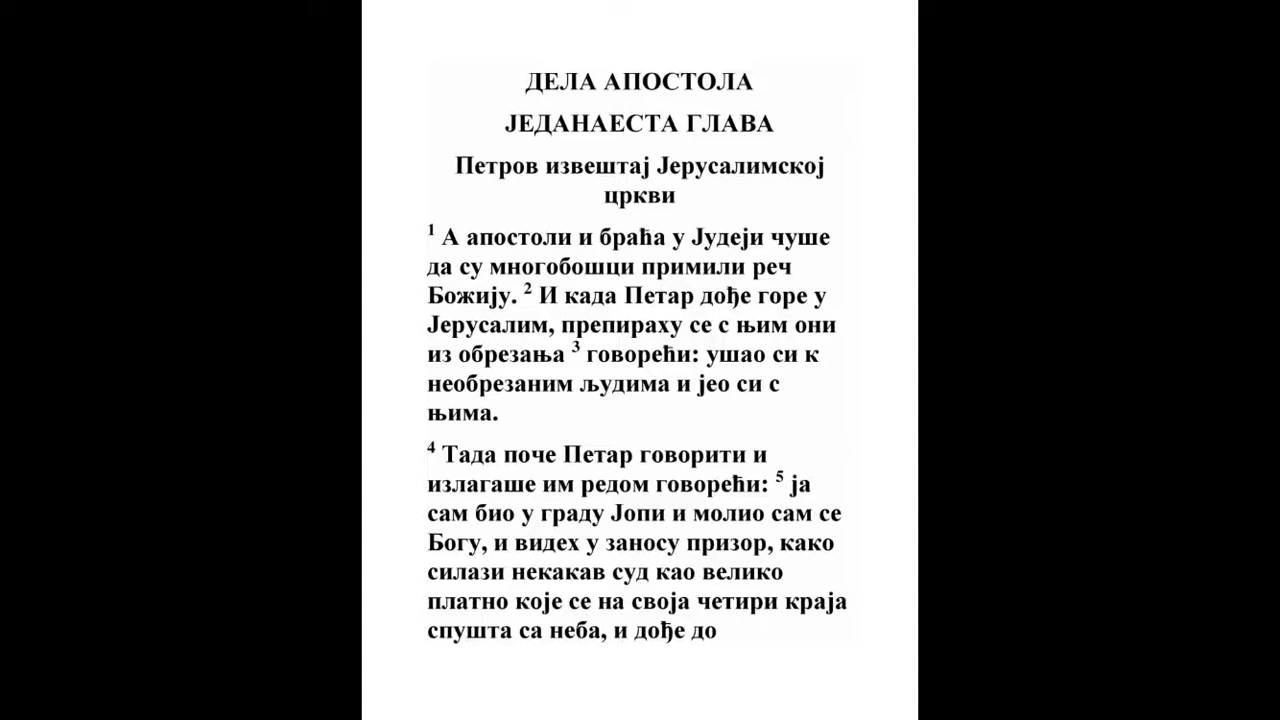 ДЕЛА АПОСТОЛА
ЈЕДАНАЕСТА ГЛАВА
Петров извештај Јерусалимској
цркви
¹ А апостоли и браћа у Јудеји чуше
да су многобошци примили реч
Божију. ² И када Петар дође горе у
Јерусалим, препираху се с њим они
из обрезања ³ говорећи: ушао си к
необрезаним људима и јео си с
њима.
⁴ Тада поче Петар говорити и
излагаше им редом говорећи: ⁵ ја
сам био у граду Јопи и молио сам се
Богу, и видех у заносу призор, како
силази некакав суд као велико
платно које се на своја четири краја
спушта са неба, и дође до